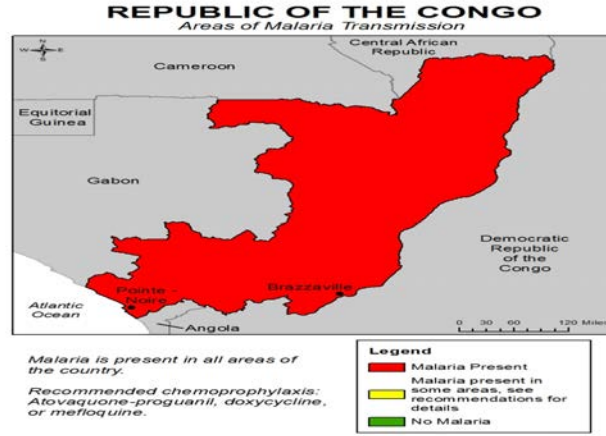 REPUBLIC OF THE CONGO
Areas of Malaria Transmission
N
W
E
S
Central African
Republic
Cameroon
Equitorial
Guinea
Gabon
Democratic
Republic
of the
Congo
Pointe -
Noire
Brazzaville
Atlantic
Ocean
Angola
0 30 60 120 Miles
Malaria is present in all areas of
the country.
Recommended chemoprophylaxis:
Atovaquone-proguanil, doxycycline,
or mefloquine.
Legend
Malaria Present
Malaria present in
some areas, see
recommendations for
details
No Malaria